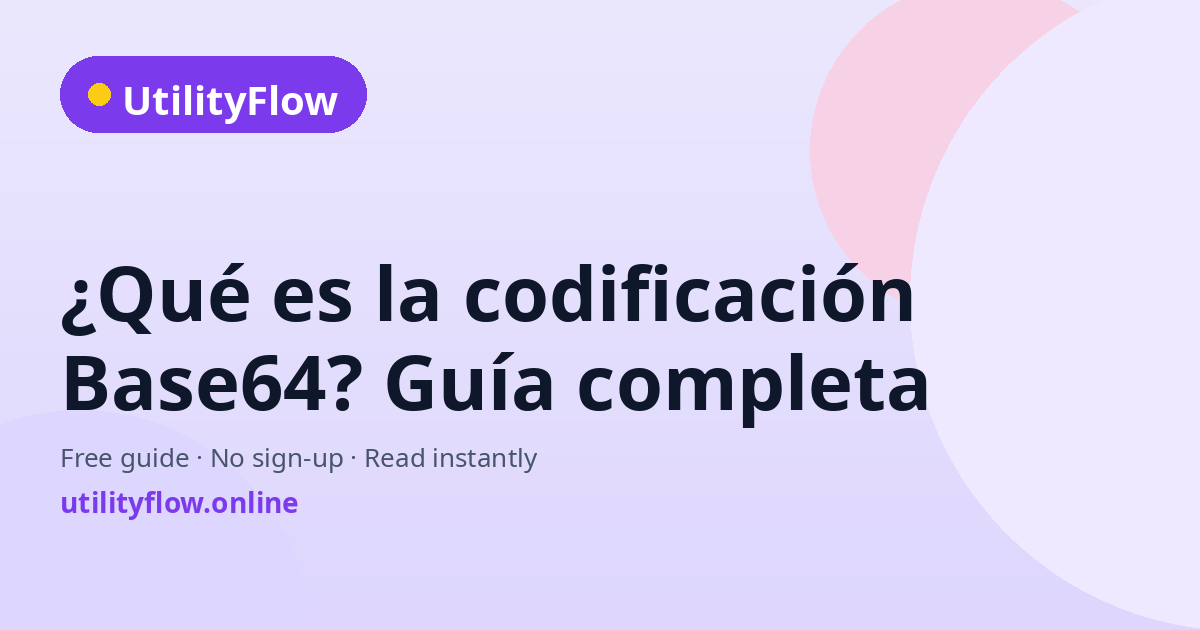 UtilityFlow
¿Qué es la codificación
Base64? Guía completa
Free guide · No sign-up · Read instantly
utilityflow.online